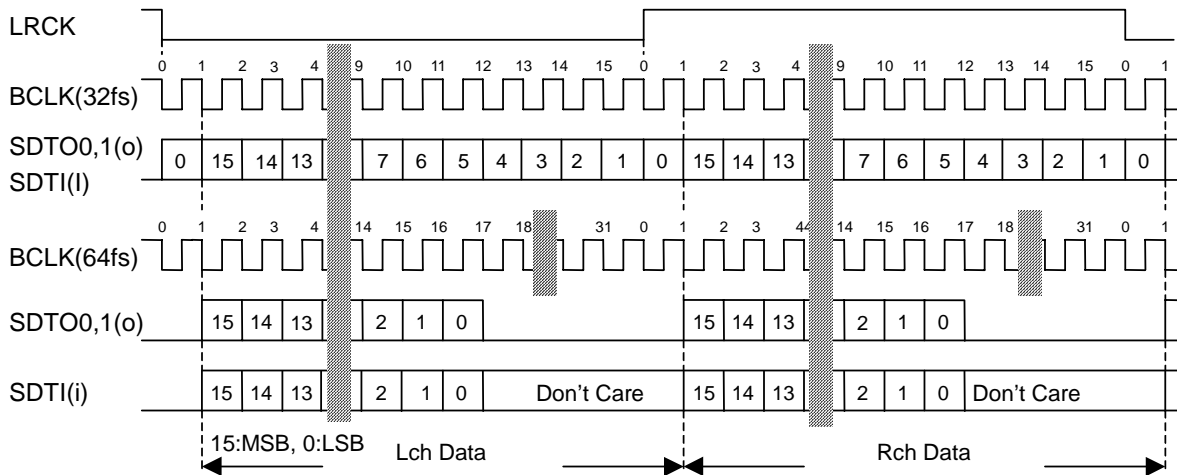 LRCK
0 1 2 3 4 9 10 11 12 13 14 15 0 1 2 3 4 9 10 11 12 13 14 15 0 1
BCLK(32fs)
SDTO0,1(o)
0 15 14 13 7 6 5 4 3 2 1 0 15 14 13 7 6 5 4 3 2 1 0
SDTI(I)
0 1 2 3 4 14 15 16 17 18 31 0 1 2 3 44 14 15 16 17 18 31 0 1
BCLK(64fs)
SDTO0,1(o) 15 14 13 2 1 0 15 14 13 2 1 0
SDTI(i) 15 14 13 2 1 0 Don't Care 15 14 13 2 1 0 Don't Care
15:MSB, 0:LSB
Lch Data Rch Data